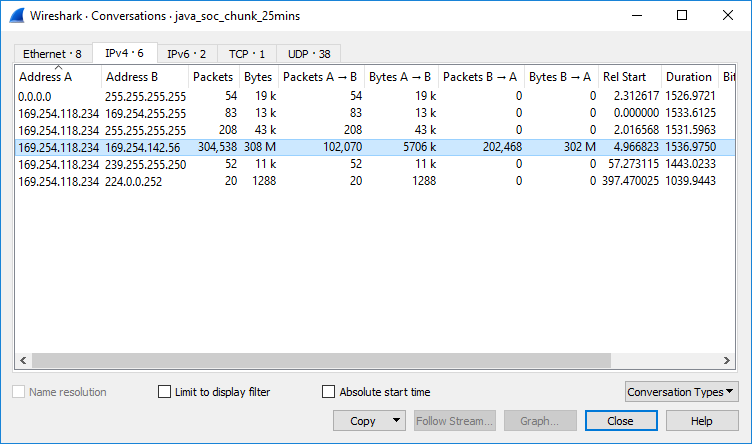 Wireshark · Conversations · java_soc_chunk_25mins
Ethernet · 8 IPv4 · 6 IPv6 · 2 TCP · 1 UDP · 38
Address A Address B Packets Bytes Packets A → B Bytes A → B Packets B → A Bytes B → A Rel Start Duration Bit
0.0.0.0 255.255.255.255 54 19 k 54 19 k 0 0 2.312617 1526.9721
169.254.118.234 169.254.255.255 83 13 k 83 13 k 0 0 0.000000 1533.6125
169.254.118.234 255.255.255.255 208 43 k 208 43 k 0 0 2.016568 1531.5963
169.254.118.234 169.254.142.56 304,538 308 M 102,070 5706 k 202,468 302 M 4.966823 1536.9750
169.254.118.234 239.255.255.250 52 11 k 52 11 k 0 0 57.273115 1443.0233
169.254.118.234 224.0.0.252 20 1288 20 1288 0 0 397.470025 1039.9443
Name resolution Limit to display filter Absolute start time Conversation Types
Copy Follow Stream... Graph... Close Help